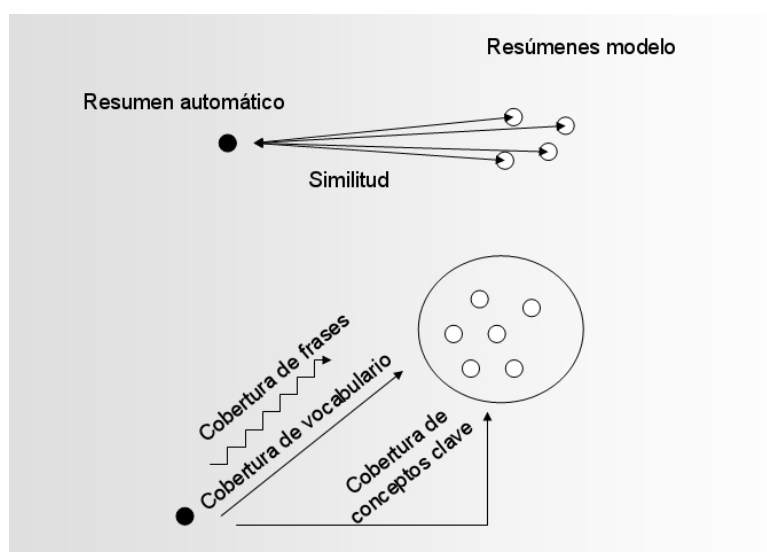 Resúmenes modelo
Resumen automático
Similitud
Cobertura de frases
Cobertura de vocabulario
Cobertura de
conceptos clave